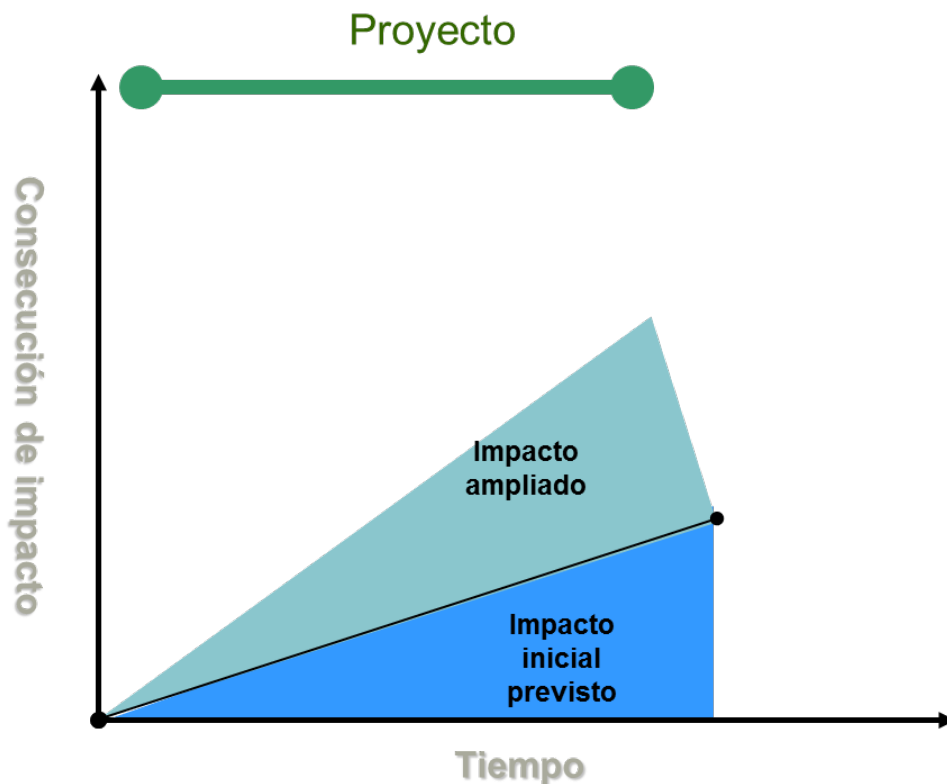 Proyecto
Consecución de impacto
Impacto
ampliado
Impacto
inicial
previsto
Tiempo